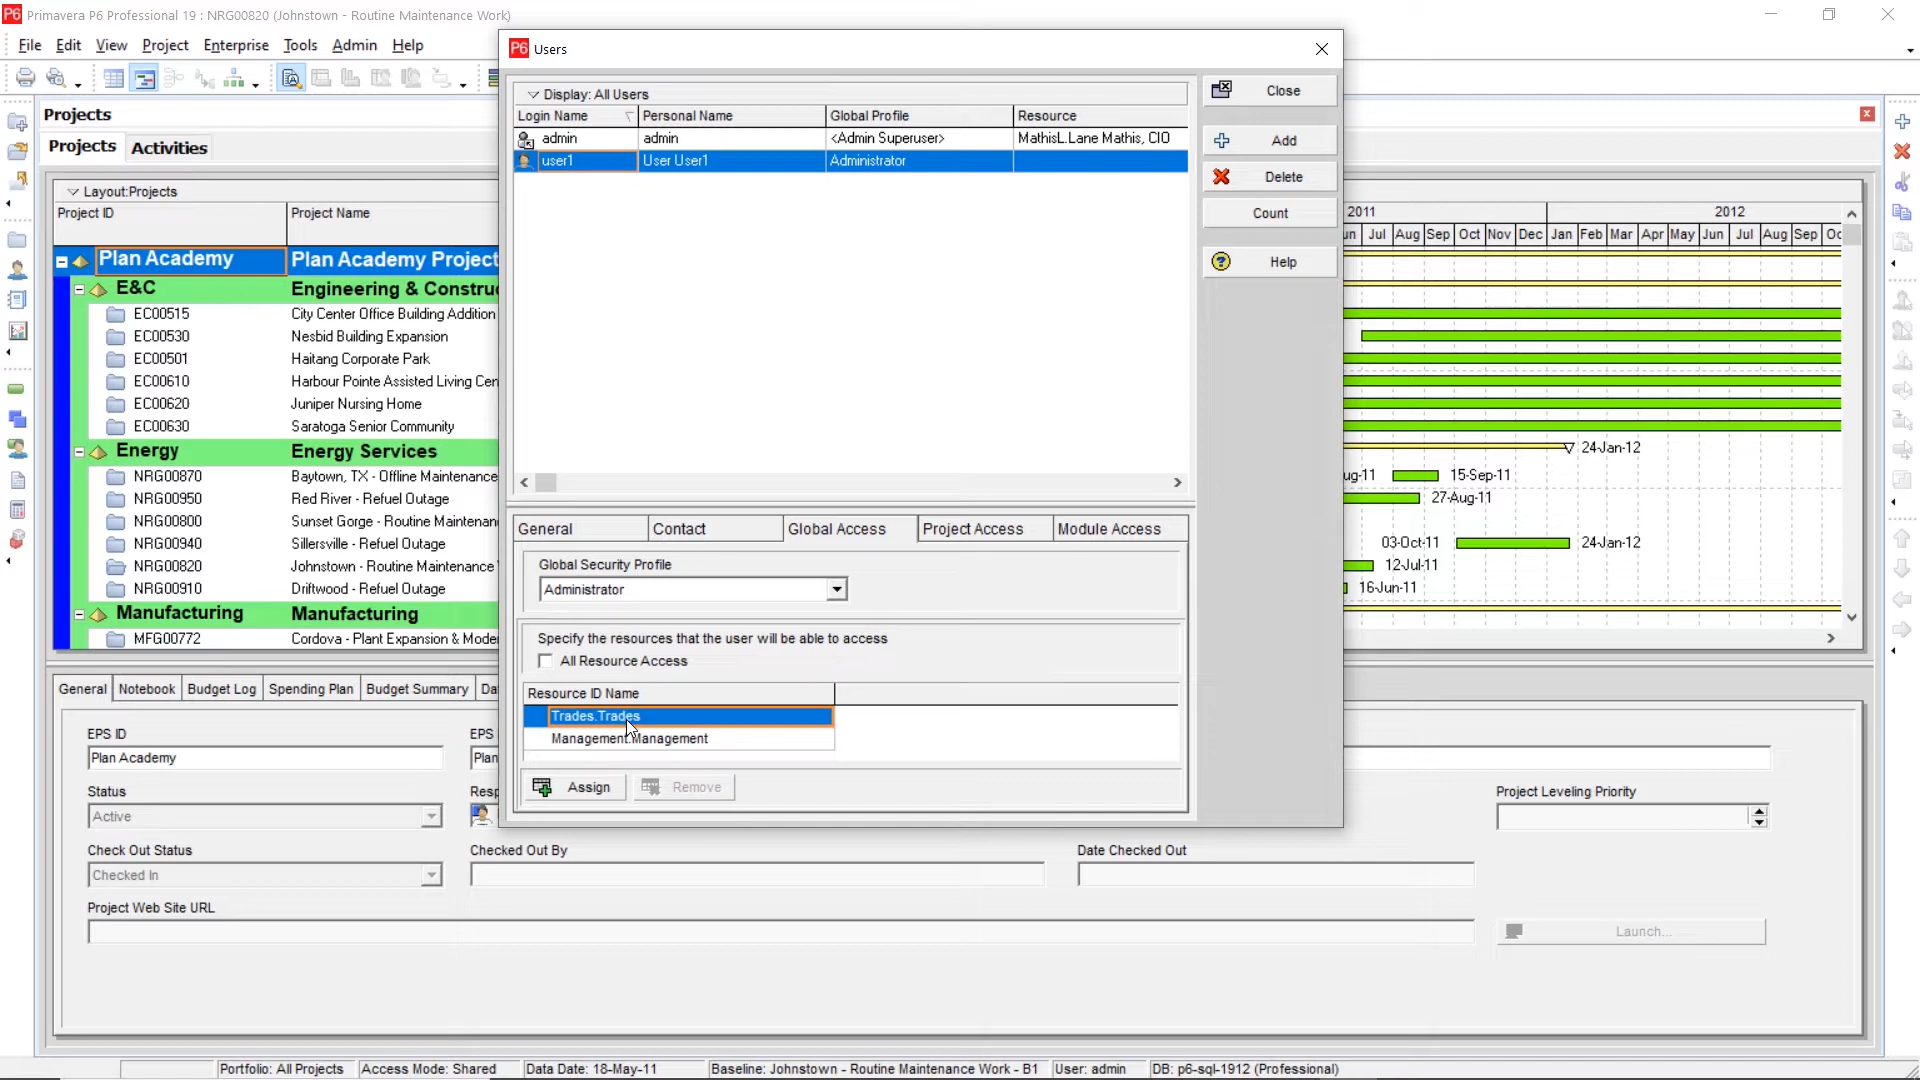 P6 Primavera P6 Professional 19 : NRG00820 (Johnstown - Routine Maintenance Work)
File Edit View Project Enterprise Tools Admin Help
P6 Users
Display: All Users
Login Name Personal Name Global Profile Resource
admin admin <Admin Superuser> MathisL.Lane Mathis, CIO
user1 User User1 Administrator
Close
Add
Delete
Count
Help
Projects
Projects Activities
Layout:Projects
Project ID Project Name
2011 2012
Jul Aug Sep Oct Nov Dec Jan Feb Mar Apr May Jun Jul Aug Sep
Plan Academy Plan Academy Project
E&C Engineering & Constru
EC00515 City Center Office Building Addition
EC00530 Nesbid Building Expansion
EC00501 Haitang Corporate Park
EC00610 Harbour Pointe Assisted Living Cen
EC00620 Juniper Nursing Home
EC00630 Saratoga Senior Community
Energy Energy Services 24-Jan-12
NRG00870 Baytown, TX - Offline Maintenance ug-11 15-Sep-11
NRG00950 Red River - Refuel Outage 27-Aug-11
NRG00800 Sunset Gorge - Routine Maintenan
NRG00940 Sillersville - Refuel Outage 03-Oct-11 24-Jan-12
NRG00820 Johnstown - Routine Maintenance 12-Jul-11
NRG00910 Driftwood - Refuel Outage 16-Jun-11
Manufacturing Manufacturing
MFG00772 Cordova - Plant Expansion & Mode
General Contact Global Access Project Access Module Access
Global Security Profile
Administrator
Specify the resources that the user will be able to access
All Resource Access
Resource ID Name
Trades.Trades
Management.Management
Assign Remove
General Notebook Budget Log Spending Plan Budget Summary Da
EPS ID EPS
Plan Academy Plan
Status Resp Project Leveling Priority
Active
Check Out Status Checked Out By Date Checked Out
Checked In
Project Web Site URL
Launch...
Portfolio: All Projects Access Mode: Shared Data Date: 18-May-11 Baseline: Johnstown - Routine Maintenance Work - B1 User: admin DB: p6-sql-1912 (Professional)